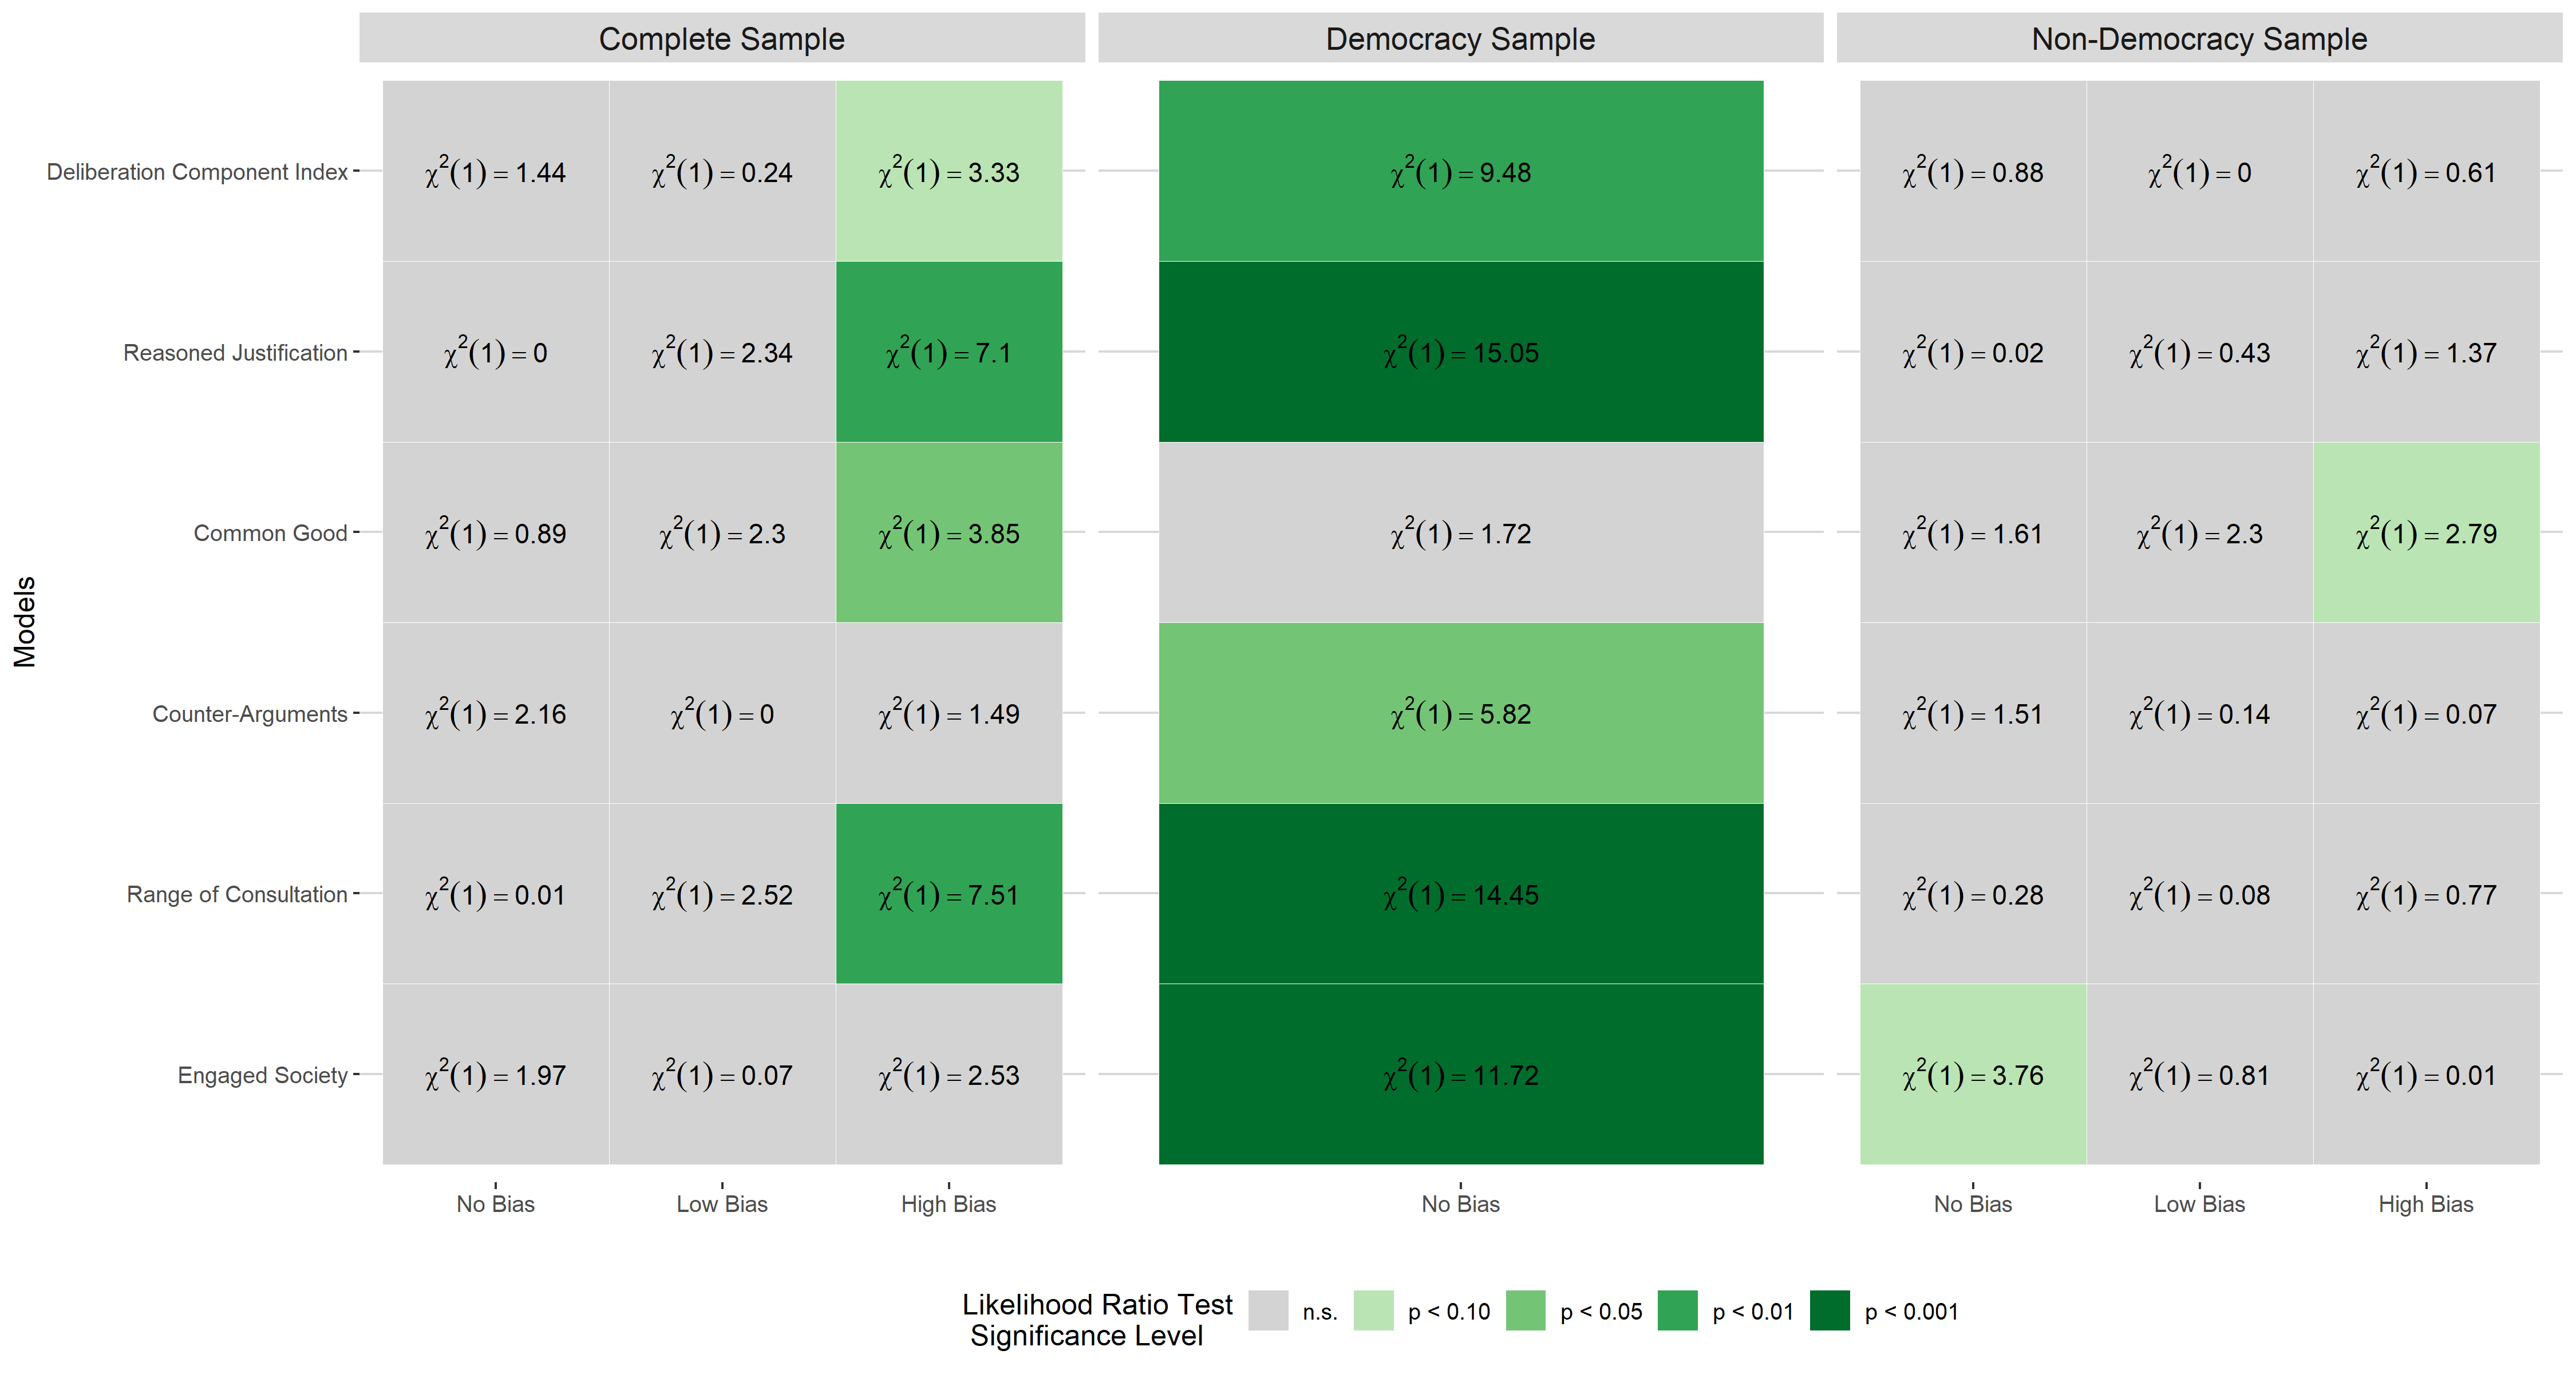 Complete Sample Democracy Sample Non-Democracy Sample
Deliberation Component Index χ²(1) = 1.44 χ²(1) = 0.24 χ²(1) = 3.33 χ²(1) = 9.48 χ²(1) = 0.88 χ²(1) = 0 χ²(1) = 0.61
Reasoned Justification χ²(1) = 0 χ²(1) = 2.34 χ²(1) = 7.1 χ²(1) = 15.05 χ²(1) = 0.02 χ²(1) = 0.43 χ²(1) = 1.37
Common Good χ²(1) = 0.89 χ²(1) = 2.3 χ²(1) = 3.85 χ²(1) = 1.72 χ²(1) = 1.61 χ²(1) = 2.3 χ²(1) = 2.79
Models
Counter-Arguments χ²(1) = 2.16 χ²(1) = 0 χ²(1) = 1.49 χ²(1) = 5.82 χ²(1) = 1.51 χ²(1) = 0.14 χ²(1) = 0.07
Range of Consultation χ²(1) = 0.01 χ²(1) = 2.52 χ²(1) = 7.51 χ²(1) = 14.45 χ²(1) = 0.28 χ²(1) = 0.08 χ²(1) = 0.77
Engaged Society χ²(1) = 1.97 χ²(1) = 0.07 χ²(1) = 2.53 χ²(1) = 11.72 χ²(1) = 3.76 χ²(1) = 0.81 χ²(1) = 0.01
No Bias Low Bias High Bias No Bias No Bias Low Bias High Bias
Likelihood Ratio Test
Significance Level
n.s. p < 0.10 p < 0.05 p < 0.01 p < 0.001